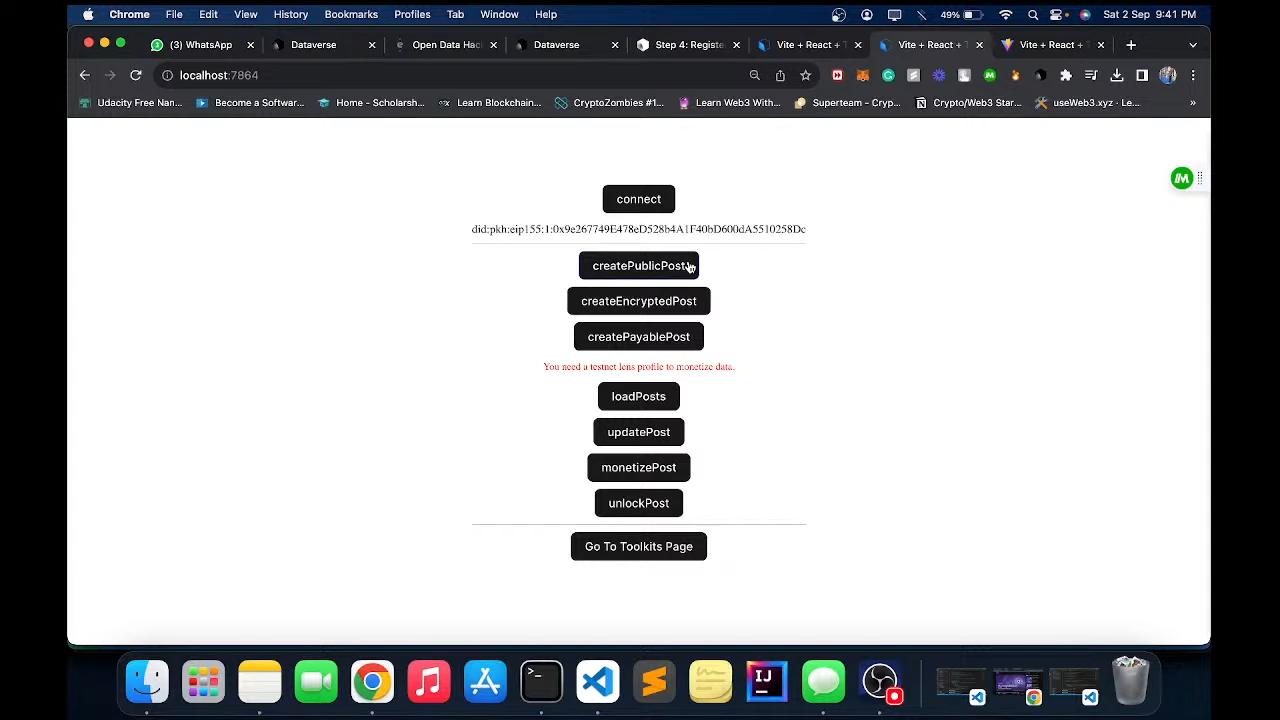 Chrome File Edit View History Bookmarks Profiles Tab Window Help 49% Sat 2 Sep 9:41 PM
(3) WhatsApp Dataverse Open Data Hac Dataverse Step 4: Registe Vite + React + T Vite + React + T Vite + React + T
localhost:7864
Udacity Free Nan... Become a Softwar... Home - Scholarsh... Learn Blockchain... CryptoZombies #1... Learn Web3 With... Superteam - Cryp... Crypto/Web3 Star... useWeb3.xyz - Le... »
connect
did:pkh:eip155:1:0x9e267749E478eD528b4A1F40bD600dA5510258Dc
createPublicPost
createEncryptedPost
createPayablePost
You need a testnet lens profile to monetize data.
loadPosts
updatePost
monetizePost
unlockPost
Go To Toolkits Page